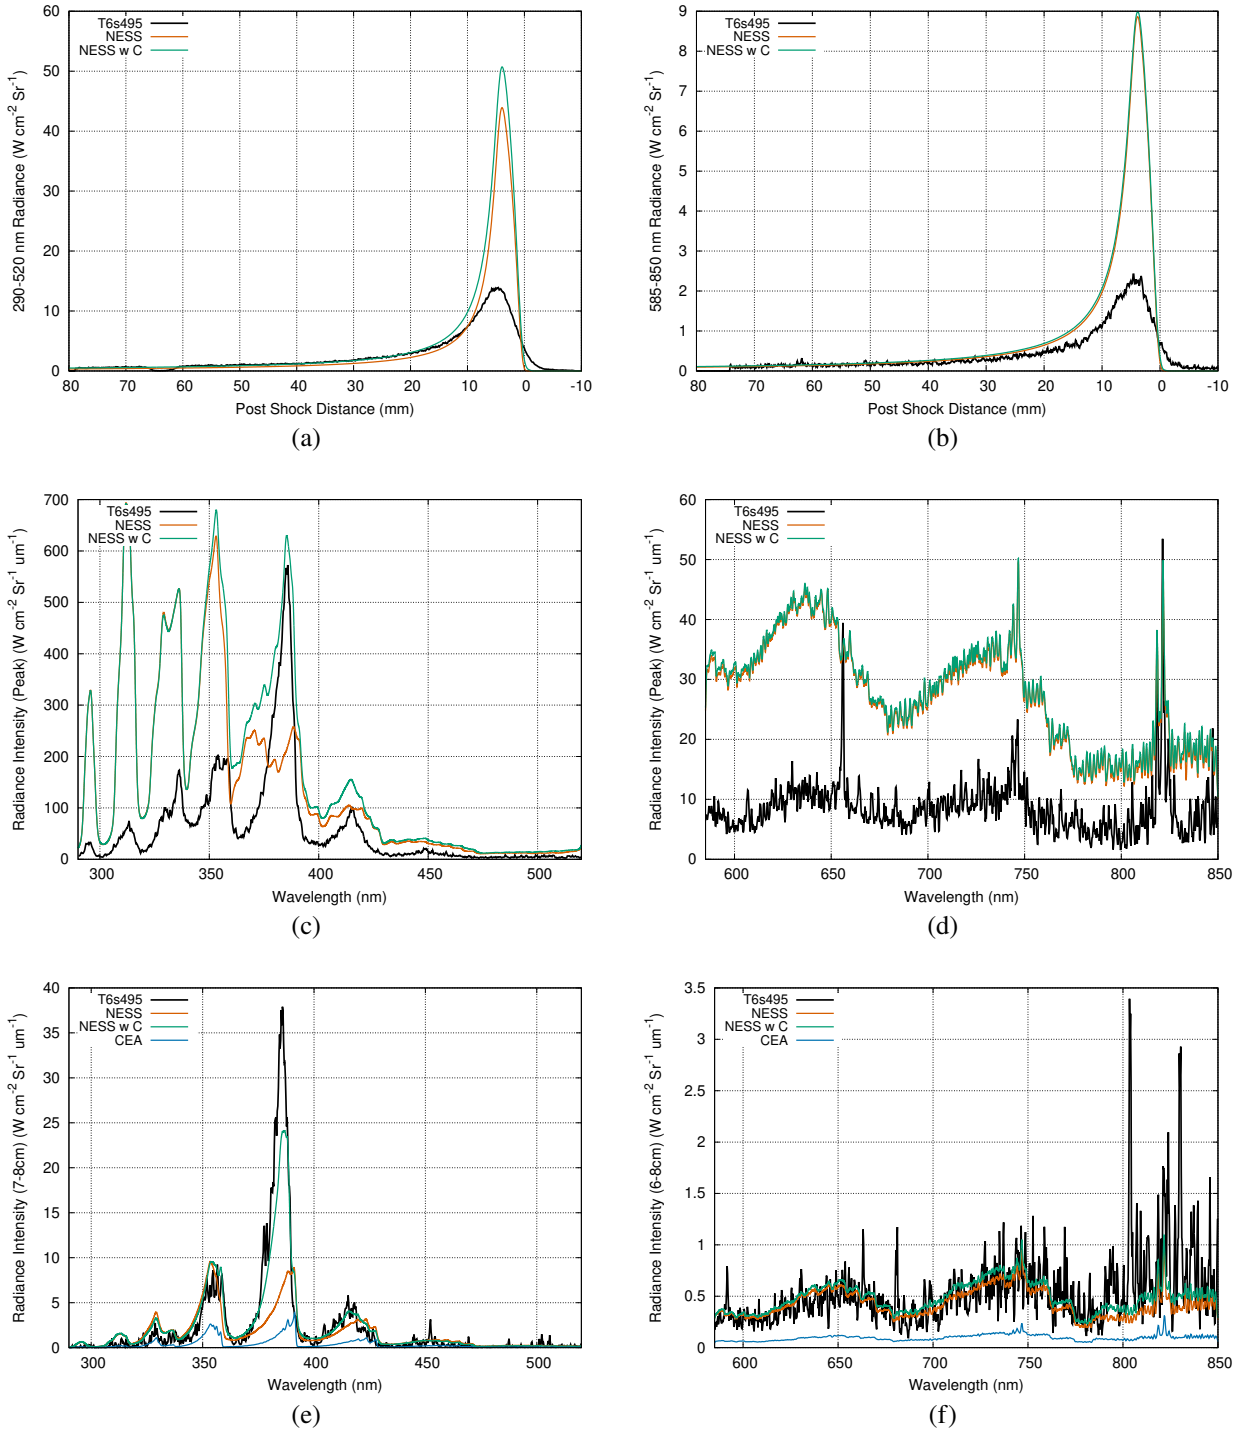 60
50
40
30
20
10
0
80 70 60 50 40 30 20 10 0 -10
290-520 nm Radiance (W cm-2 Sr-1)
Post Shock Distance (mm)
T6s495
NESS
NESS w C
(a)
9
8
7
6
5
4
3
2
1
0
80 70 60 50 40 30 20 10 0 -10
585-850 nm Radiance (W cm-2 Sr-1)
Post Shock Distance (mm)
T6s495
NESS
NESS w C
(b)
700
600
500
400
300
200
100
0
300 350 400 450 500
Radiance Intensity (Peak) (W cm-2 Sr-1 um-1)
Wavelength (nm)
T6s495
NESS
NESS w C
(c)
60
50
40
30
20
10
0
600 650 700 750 800 850
Radiance Intensity (Peak) (W cm-2 Sr-1 um-1)
Wavelength (nm)
T6s495
NESS
NESS w C
(d)
40
35
30
25
20
15
10
5
0
300 350 400 450 500
Radiance Intensity (7-8cm) (W cm-2 Sr-1 um-1)
Wavelength (nm)
T6s495
NESS
NESS w C
CEA
(e)
3.5
3
2.5
2
1.5
1
0.5
0
600 650 700 750 800 850
Radiance Intensity (6-8cm) (W cm-2 Sr-1 um-1)
Wavelength (nm)
T6s495
NESS
NESS w C
CEA
(f)